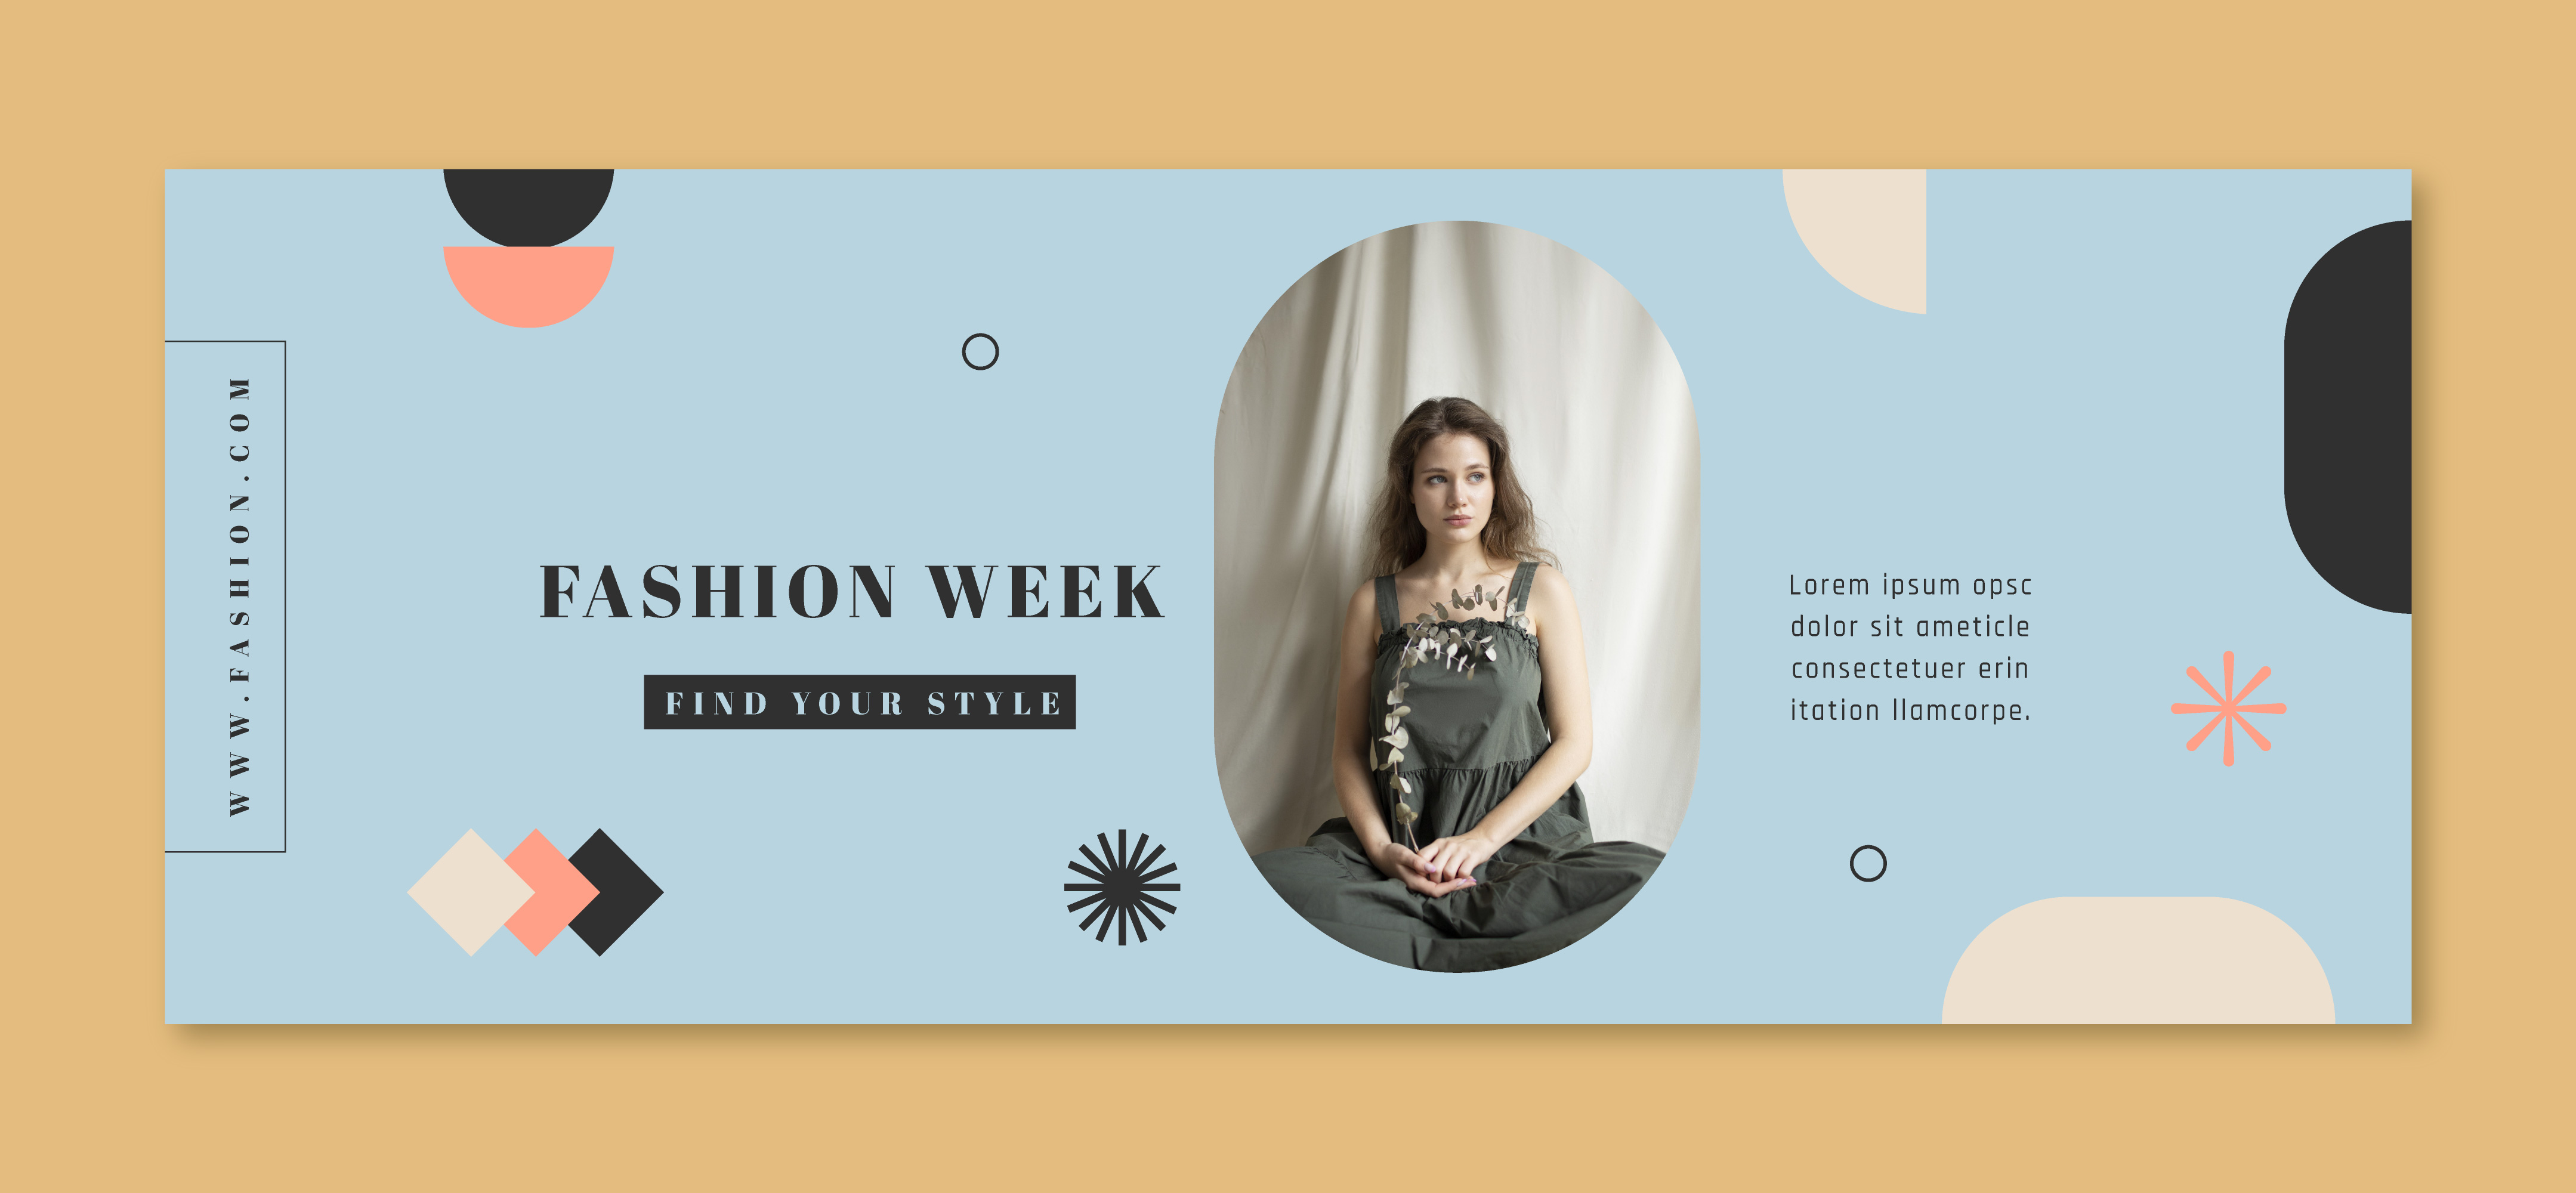 WWW.FASHION.COM
FASHION WEEK
FIND YOUR STYLE
Lorem ipsum opsc
dolor sit ameticle
consectetuer erin
itation llamcorpe.